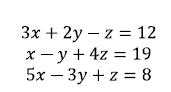 3x + 2y − z = 12
x − y + 4z = 19
5x − 3y + z = 8